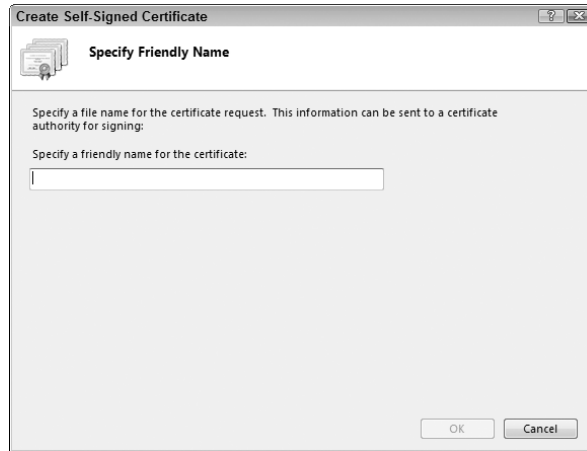 Create Self-Signed Certificate
Specify Friendly Name
Specify a file name for the certificate request. This information can be sent to a certificate
authority for signing:
Specify a friendly name for the certificate:
OK
Cancel